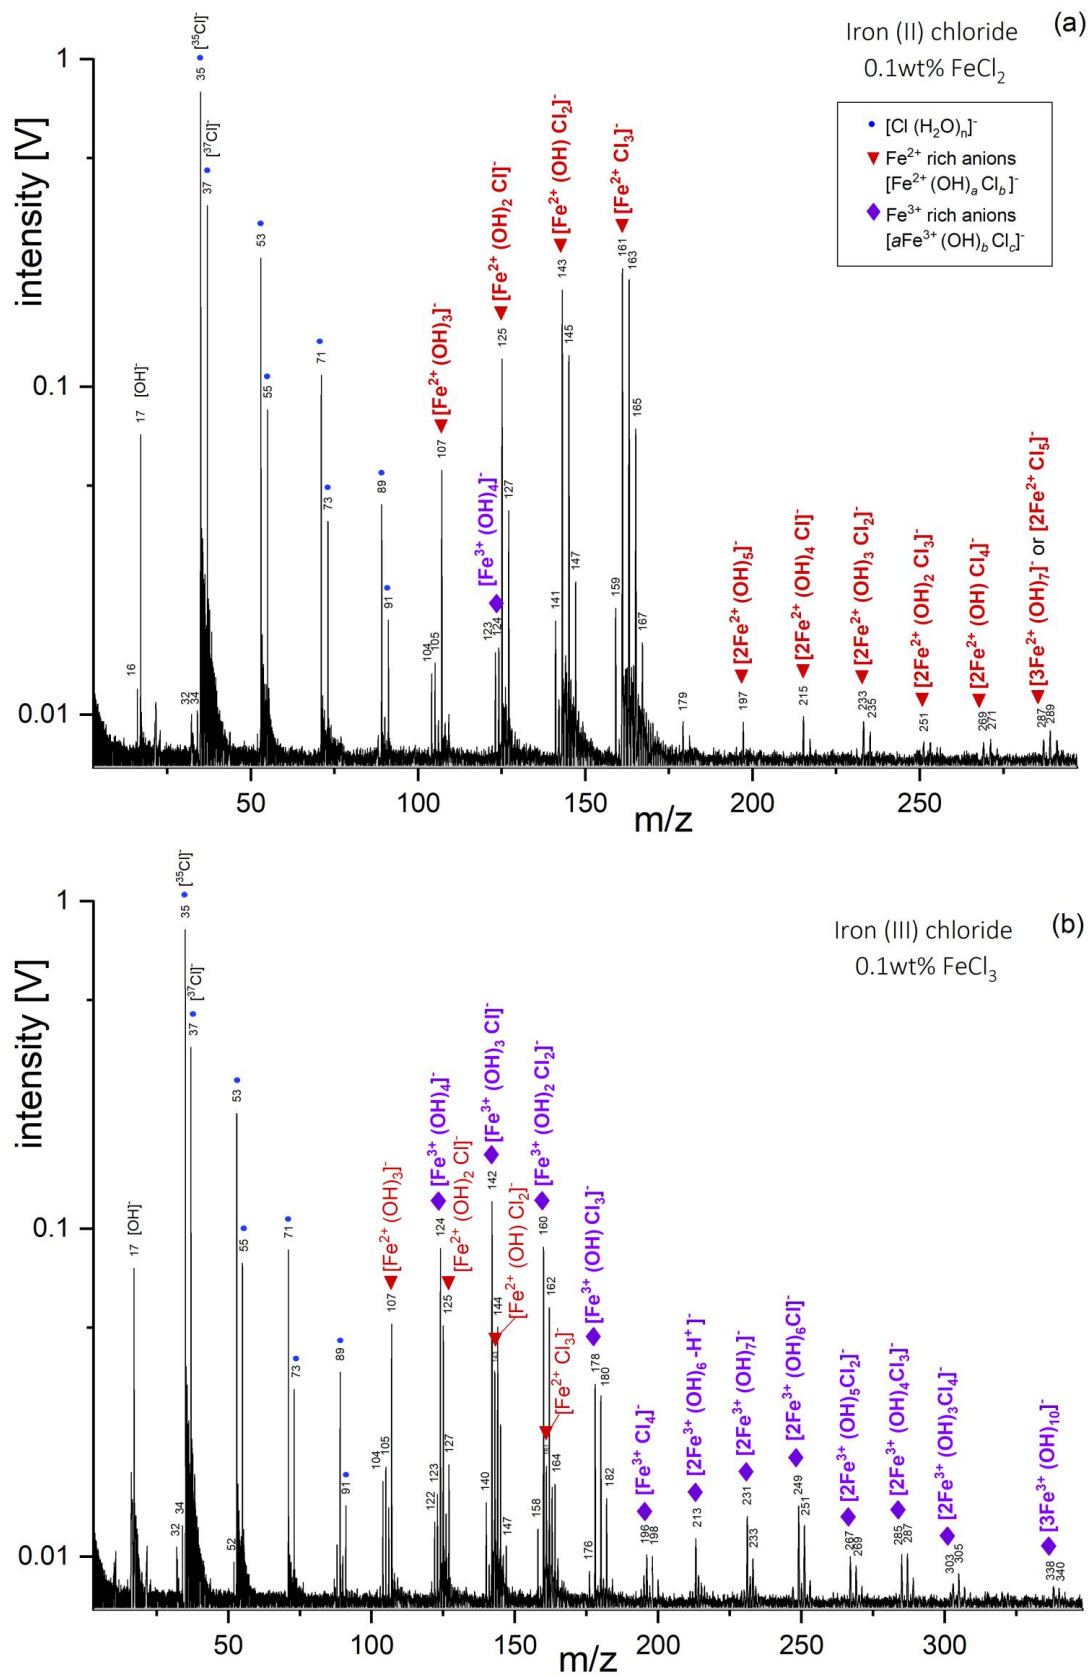 (a)
Iron (II) chloride
0.1wt% FeCl2
• [Cl (H2O)n]-
▼ Fe2+ rich anions
[Fe2+ (OH)a Clb]-
◆ Fe3+ rich anions
[aFe3+ (OH)b Clc]-
intensity [V]
1
0.1
0.01
16
17 [OH]-
32
34
35 [35Cl]-
37 [37Cl]-
53
55
71
73
89
91
104
105
107 [Fe2+ (OH)3]-
123
124 [Fe3+ (OH)4]-
125 [Fe2+ (OH)2 Cl]-
127
141
143 [Fe2+ (OH) Cl2]-
145
147
159
161 [Fe2+ Cl3]-
163
165
167
179
197 [2Fe2+ (OH)5]-
215 [2Fe2+ (OH)4 Cl]-
233 [2Fe2+ (OH)3 Cl2]-
235
251 [2Fe2+ (OH)2 Cl3]-
269 [2Fe2+ (OH) Cl4]-
271
287 [3Fe2+ (OH)7]- or [2Fe2+ Cl5]-
289
50 100 150 200 250
m/z
(b)
Iron (III) chloride
0.1wt% FeCl3
intensity [V]
1
0.1
0.01
17 [OH]-
32
34
35 [35Cl]-
37 [37Cl]-
52
53
55
71
73
89
91
104
105
107 [Fe2+ (OH)3]-
122
123
124 [Fe3+ (OH)4]-
125 [Fe2+ (OH)2 Cl]-
127
140
142 [Fe3+ (OH)3 Cl]-
143 [Fe2+ (OH) Cl2]-
144
147
158
160 [Fe3+ (OH)2 Cl2]-
161 [Fe2+ Cl3]-
162
164
176
178 [Fe3+ (OH) Cl3]-
180
182
196 [Fe3+ Cl4]-
198
213 [2Fe3+ (OH)6 -H+]-
231 [2Fe3+ (OH)7]-
233
249 [2Fe3+ (OH)6Cl]-
251
267 [2Fe3+ (OH)5Cl2]-
269
285 [2Fe3+ (OH)4Cl3]-
287
303 [2Fe3+ (OH)3Cl4]-
305
338 [3Fe3+ (OH)10]-
340
50 100 150 200 250 300
m/z